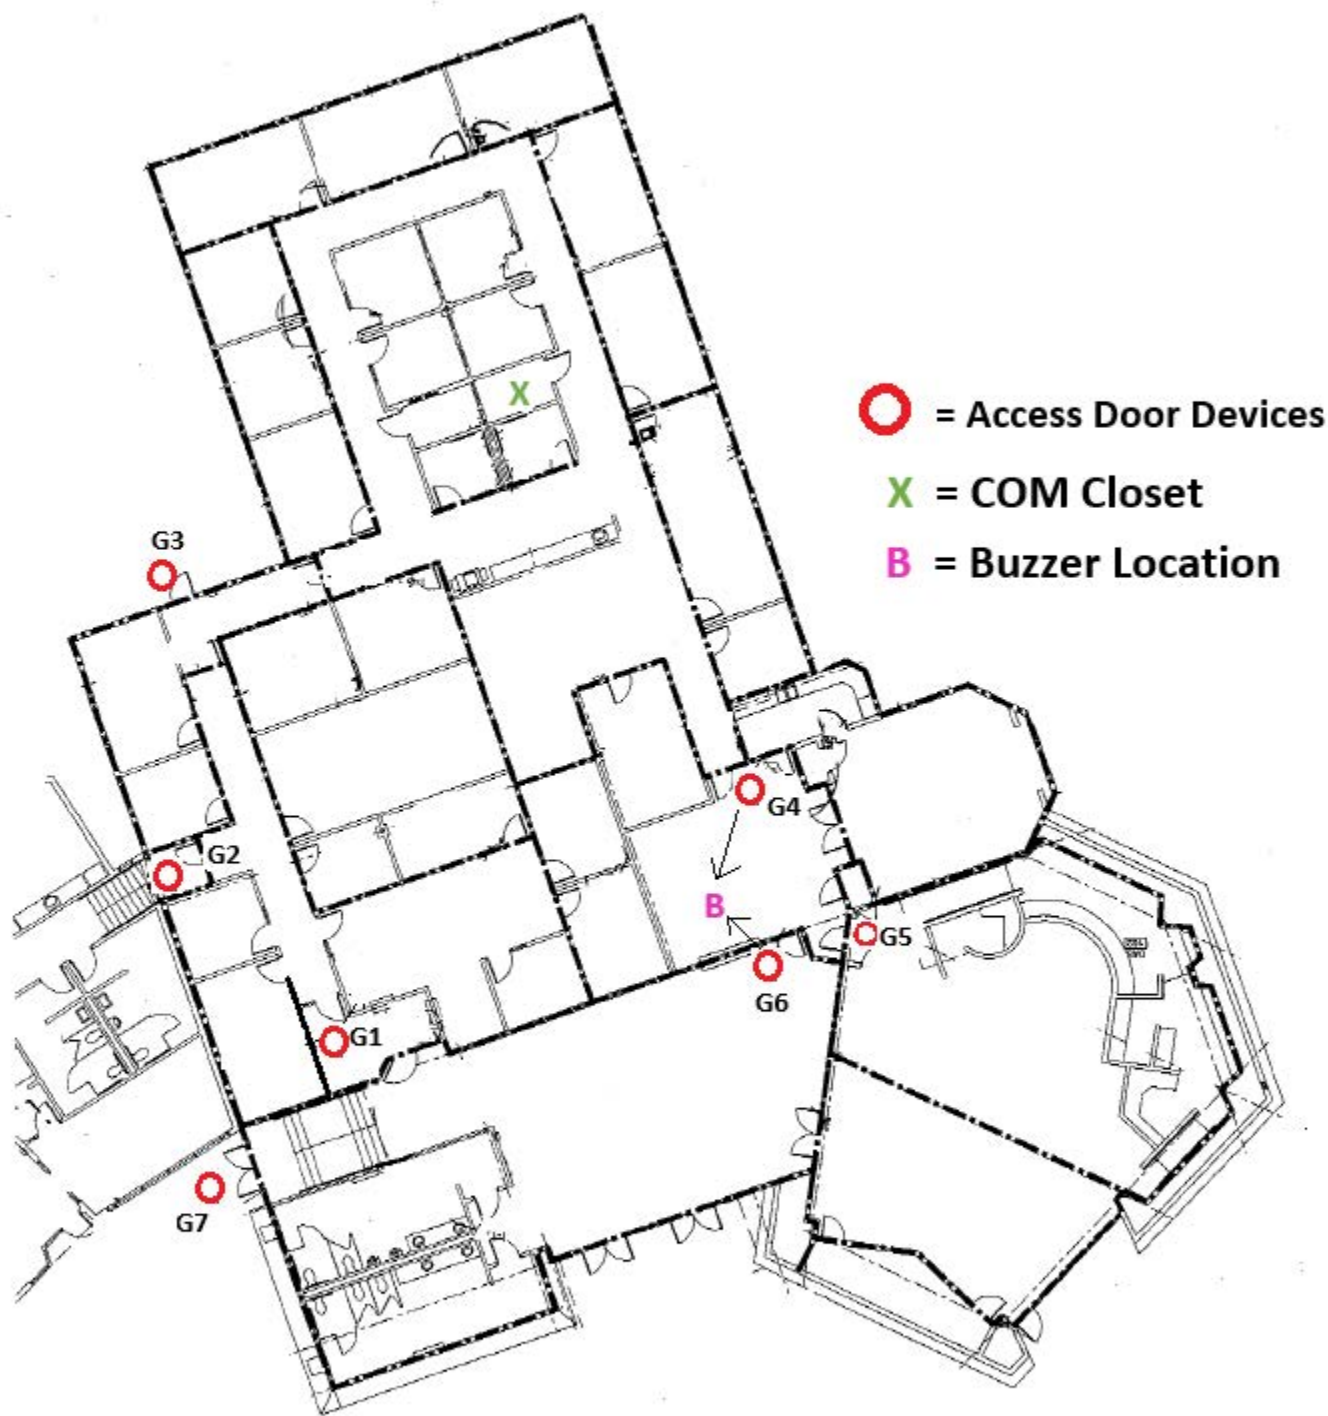 = Access Door Devices
X = COM Closet
B = Buzzer Location
X
G3
G4
G2
B
G5
G6
G1
G7